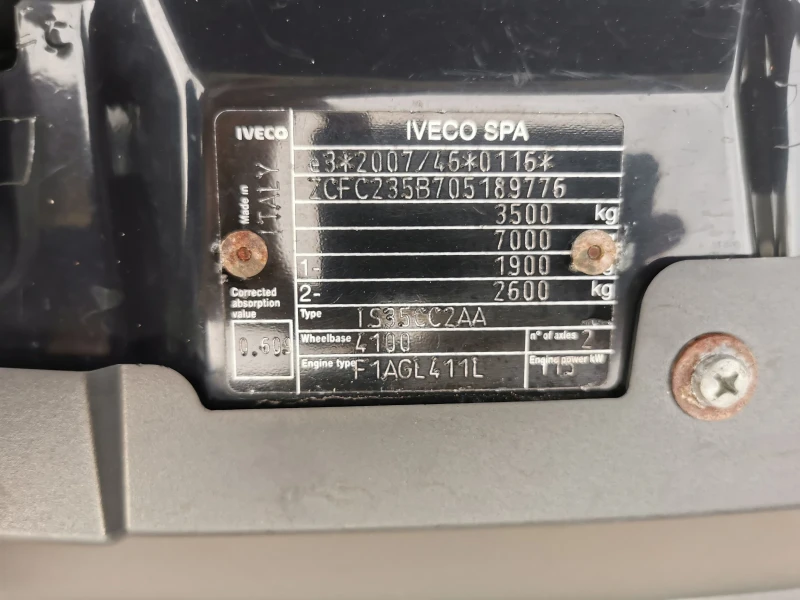 IVECO
IVECO SPA
Made in
ITALY
e3*2007/46*0116*
ZCFC235B705189776
3500 kg
7000
1- 1900
2- 2600 kg
Corrected
absorption
value
Type IS35CC2AA
Wheelbase 4100 n° of axles 2
Engine type F1AGL411L Engine power kW